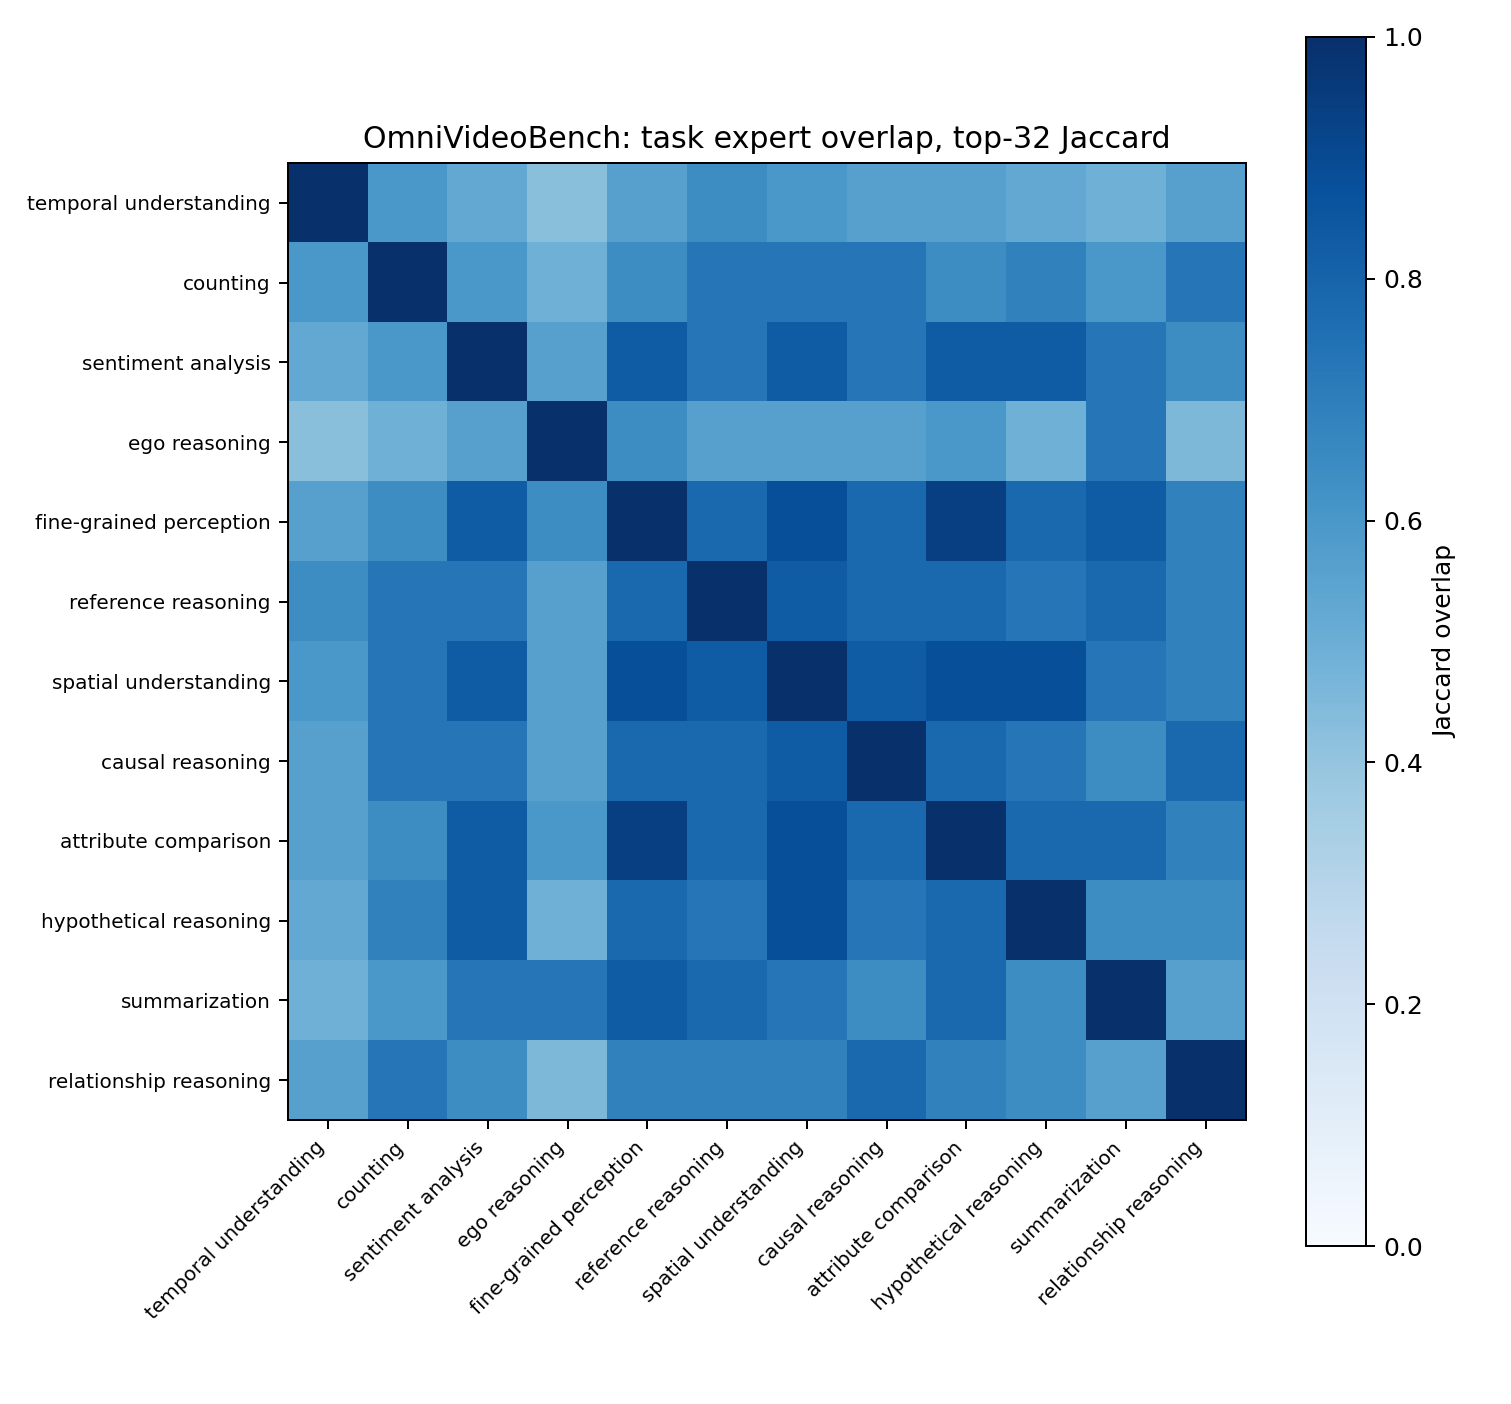 OmniVideoBench: task expert overlap, top-32 Jaccard
temporal understanding
counting
sentiment analysis
ego reasoning
fine-grained perception
reference reasoning
spatial understanding
causal reasoning
attribute comparison
hypothetical reasoning
summarization
relationship reasoning
temporal understanding
counting
sentiment analysis
ego reasoning
fine-grained perception
reference reasoning
spatial understanding
causal reasoning
attribute comparison
hypothetical reasoning
summarization
relationship reasoning
1.0
0.8
0.6
0.4
0.2
0.0
Jaccard overlap